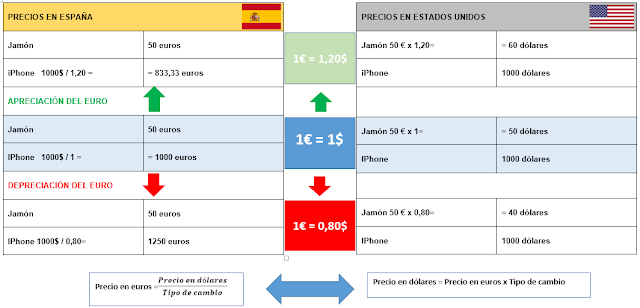 PRECIOS EN ESPAÑA
Jamón 50 euros
iPhone 1000$ / 1,20 = = 833,33 euros
APRECIACIÓN DEL EURO
Jamón 50 euros
IPhone 1000$ / 1 = = 1000 euros
DEPRECIACIÓN DEL EURO
Jamón 50 euros
IPhone 1000$ / 0,80= 1250 euros
1€ = 1,20$
1€ = 1$
1€ = 0,80$
PRECIOS EN ESTADOS UNIDOS
Jamón 50 € x 1,20= = 60 dólares
iPhone 1000 dólares
Jamón 50 € x 1= = 50 dólares
IPhone 1000 dólares
Jamón 50 € x 0,80= = 40 dólares
IPhone 1000 dólares
Precio en euros = Precio en dólares / Tipo de cambio
Precio en dólares = Precio en euros x Tipo de cambio